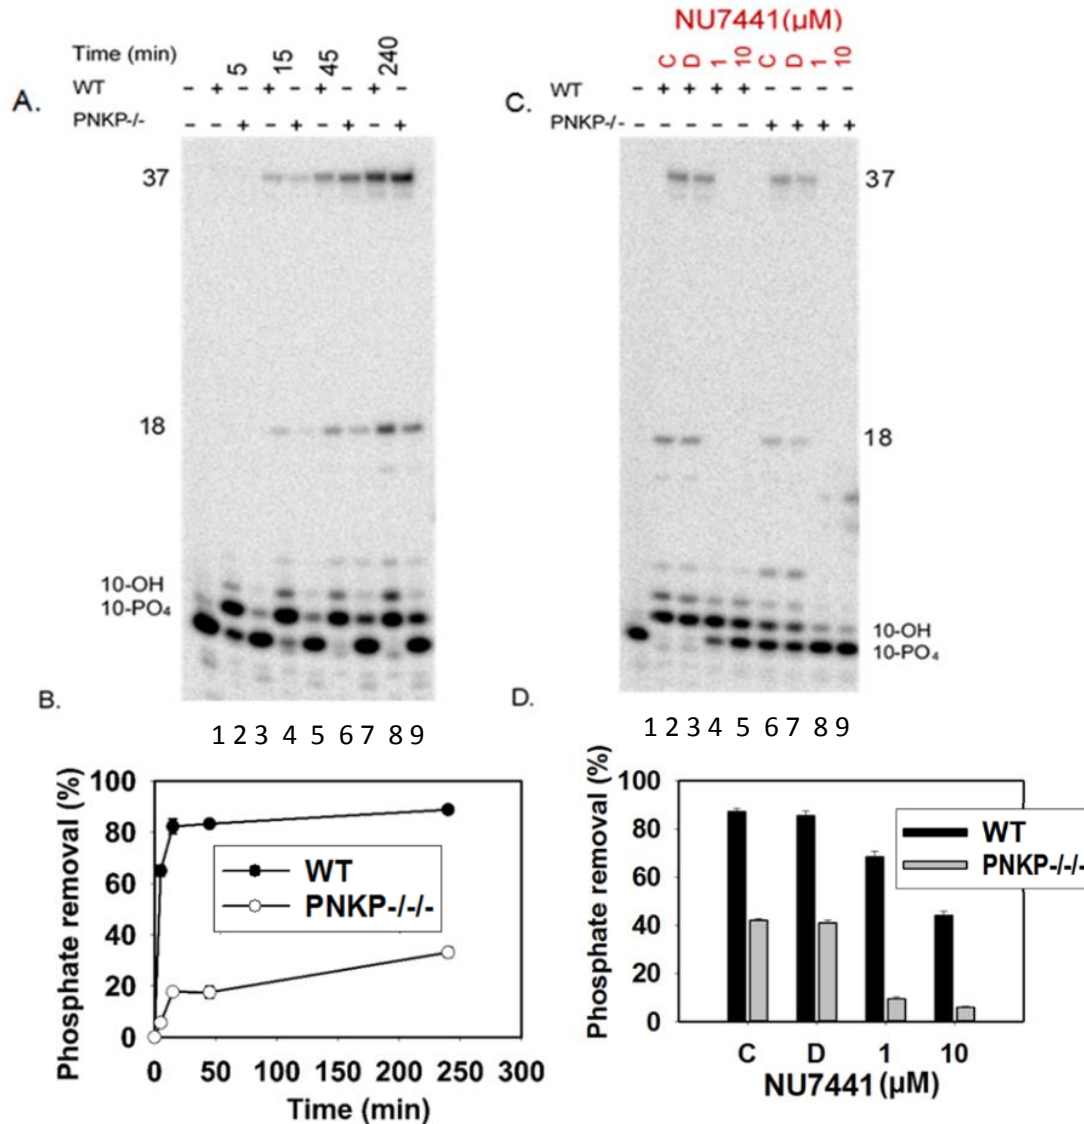 A.
Time (min) 5 15 45 240
WT - + - + - + - + -
PNKP-/- - - + - + - + - +
37
18
10-OH
10-PO₄
1 2 3 4 5 6 7 8 9
C.
NU7441(µM)
C D 1 10 C D 1 10
WT - + + + + - - - -
PNKP-/- - - - - - + + + +
37
18
10-OH
10-PO₄
1 2 3 4 5 6 7 8 9
B.
Phosphate removal (%)
100
80
60
40
20
0
WT
PNKP-/-/-
0 50 100 150 200 250 300
Time (min)
D.
Phosphate removal (%)
100
80
60
40
20
0
WT
PNKP-/-/-
C D 1 10
NU7441 (µM)